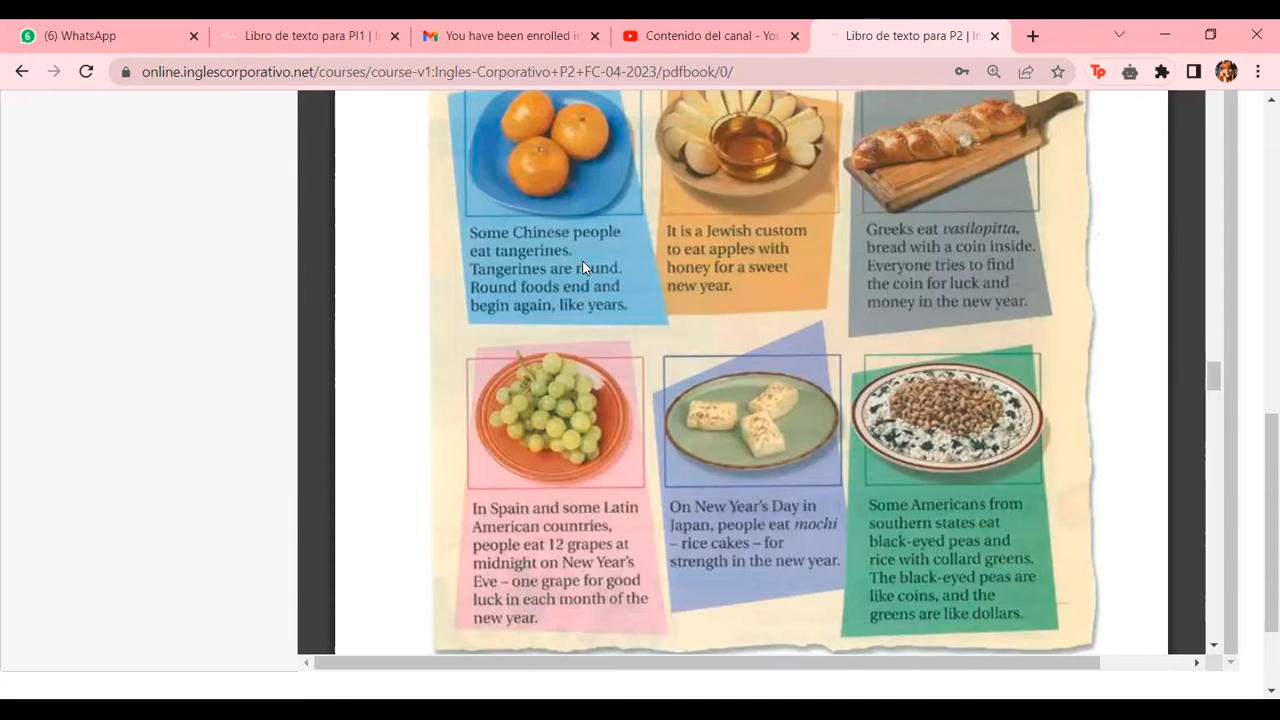 (6) WhatsApp
Libro de texto para PI1 | I
You have been enrolled i
Contenido del canal - You
Libro de texto para P2 | In
online.inglescorporativo.net/courses/course-v1:Ingles-Corporativo+P2+FC-04-2023/pdfbook/0/
Tp
Some Chinese people
eat tangerines.
Tangerines are round.
Round foods end and
begin again, like years.
It is a Jewish custom
to eat apples with
honey for a sweet
new year.
Greeks eat vasilopitta,
bread with a coin inside.
Everyone tries to find
the coin for luck and
money in the new year.
In Spain and some Latin
American countries,
people eat 12 grapes at
midnight on New Year's
Eve – one grape for good
luck in each month of the
new year.
On New Year's Day in
Japan, people eat mochi
– rice cakes – for
strength in the new year.
Some Americans from
southern states eat
black-eyed peas and
rice with collard greens.
The black-eyed peas are
like coins, and the
greens are like dollars.